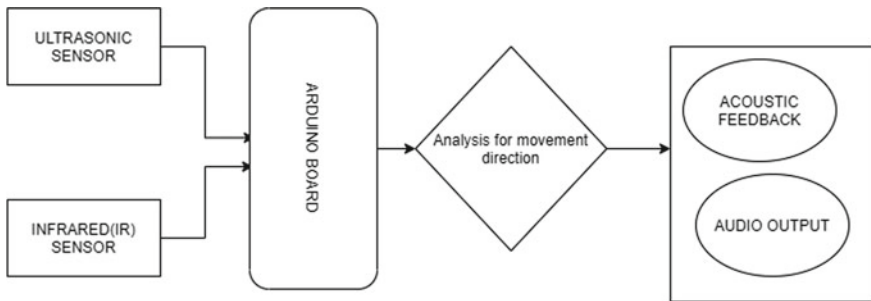 ULTRASONIC
SENSOR
INFRARED(IR)
SENSOR
ARDUINO BOARD
Analysis for movement
direction
ACOUSTIC
FEEDBACK
AUDIO OUTPUT